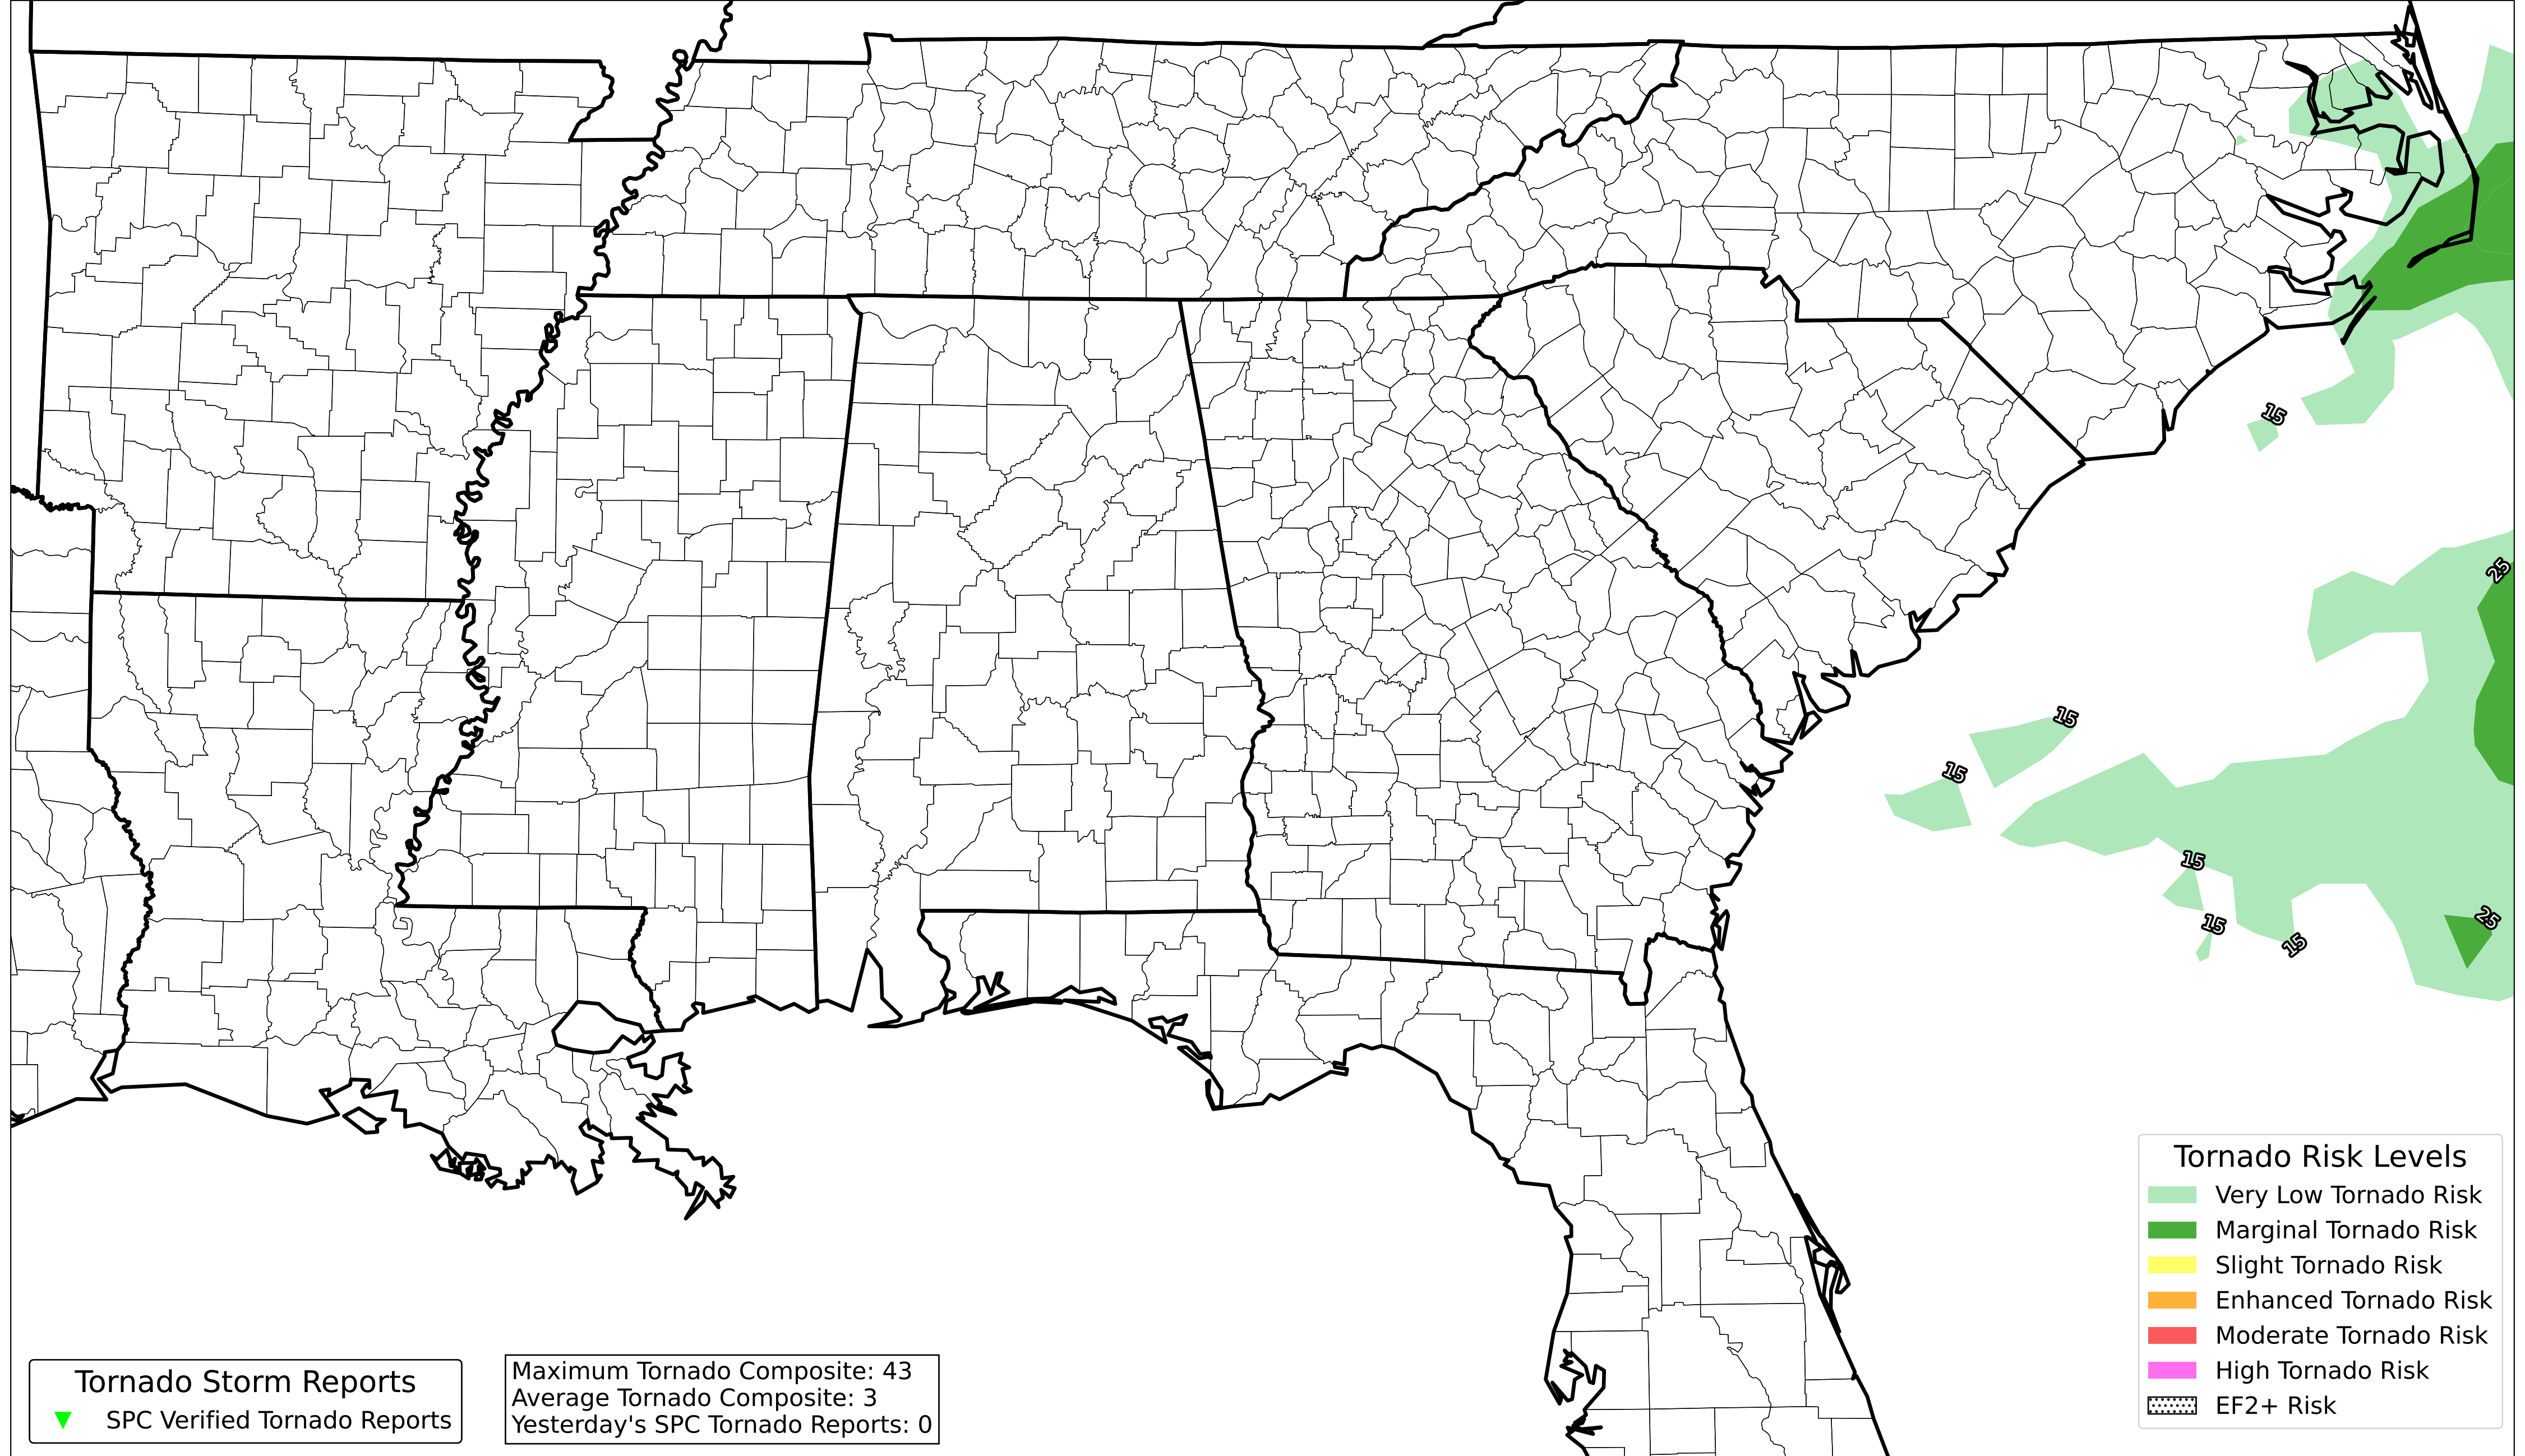 15
25
15
15
15
25
15
15
Tornado Risk Levels
Very Low Tornado Risk
Marginal Tornado Risk
Slight Tornado Risk
Enhanced Tornado Risk
Moderate Tornado Risk
High Tornado Risk
EF2+ Risk
Tornado Storm Reports
SPC Verified Tornado Reports
Maximum Tornado Composite: 43
Average Tornado Composite: 3
Yesterday's SPC Tornado Reports: 0